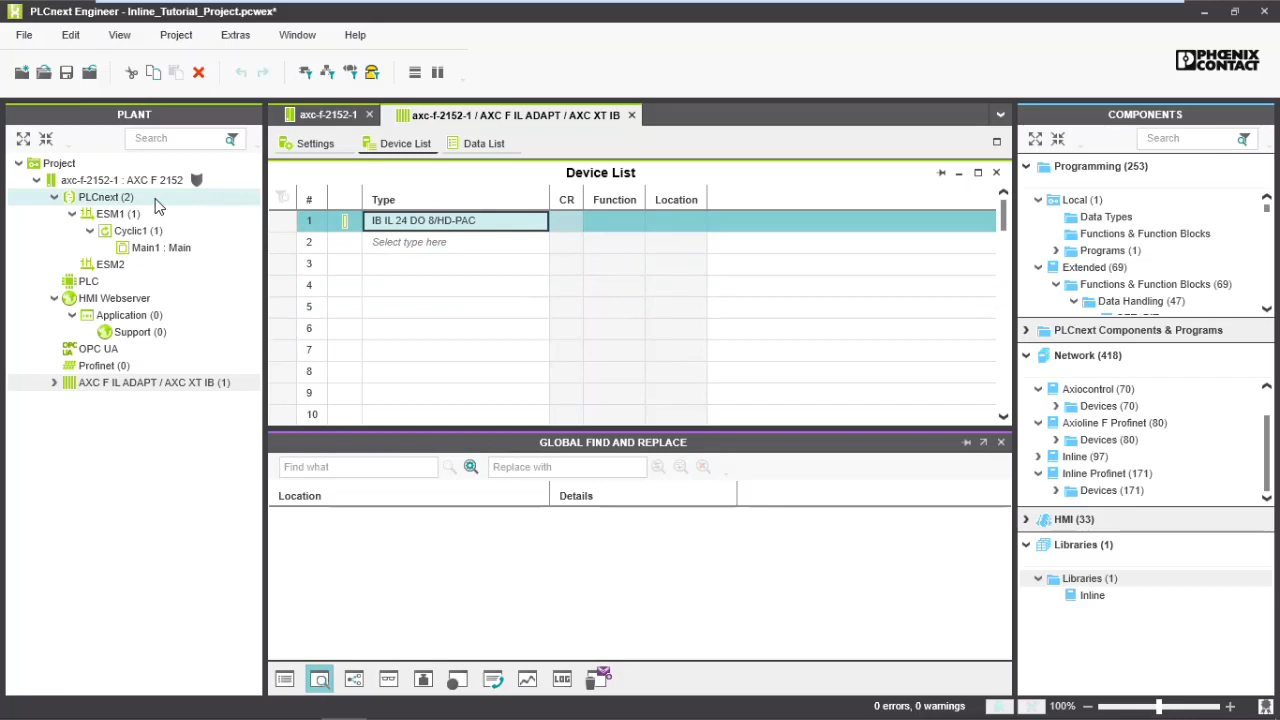 PLCnext Engineer - Inline_Tutorial_Project.pcwex*
File Edit View Project Extras Window Help
PHŒNIX CONTACT
PLANT
Search
Project
axc-f-2152-1 : AXC F 2152
PLCnext (2)
ESM1 (1)
Cyclic1 (1)
Main1 : Main
ESM2
PLC
HMI Webserver
Application (0)
Support (0)
OPC UA OPC UA
Profinet (0)
AXC F IL ADAPT / AXC XT IB (1)
axc-f-2152-1
axc-f-2152-1 / AXC F IL ADAPT / AXC XT IB
Settings Device List Data List
Device List
# Type CR Function Location
1 IB IL 24 DO 8/HD-PAC
2 Select type here
3
4
5
6
7
8
9
10
GLOBAL FIND AND REPLACE
Find what Replace with
Location Details
LOG
COMPONENTS
Search
Programming (253)
Local (1)
Data Types
Functions & Function Blocks
Programs (1)
Extended (69)
Functions & Function Blocks (69)
Data Handling (47)
PLCnext Components & Programs
Network (418)
Axiocontrol (70)
Devices (70)
Axioline F Profinet (80)
Devices (80)
Inline (97)
Inline Profinet (171)
Devices (171)
HMI (33)
Libraries (1)
Libraries (1)
Inline
0 errors, 0 warnings 100%